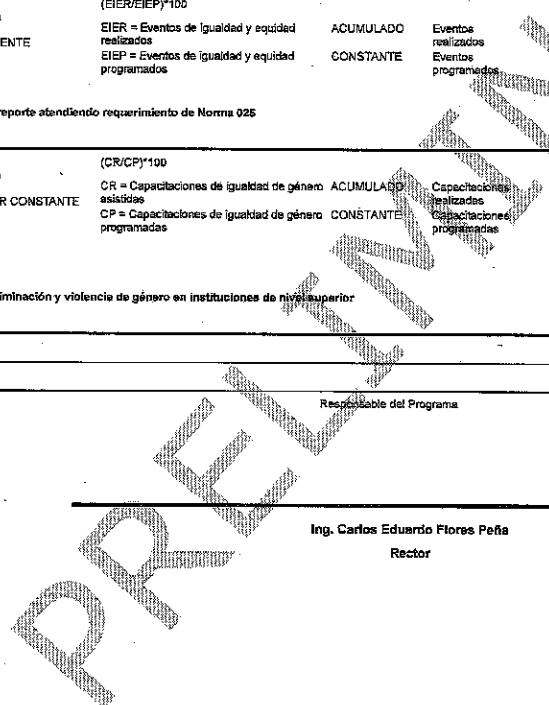 (EIER/EIEP)*100
EIER = Eventos de igualdad y equidad ACUMULADO Eventos
ENTE realizados realizados
EIEP = Eventos de igualdad y equidad CONSTANTE Eventos
programados programados
reporte atendiendo requerimiento de Norma 025
(CR/CP)*100
CR = Capacitaciones de igualdad de género ACUMULADO Capacitaciones
R CONSTANTE asistidas realizadas
CP = Capacitaciones de igualdad de género CONSTANTE Capacitaciones
programadas programadas
iminación y violencia de género en instituciones de nivel superior
Responsable del Programa
Ing. Carlos Eduardo Flores Peña
Rector
PRELIMIN